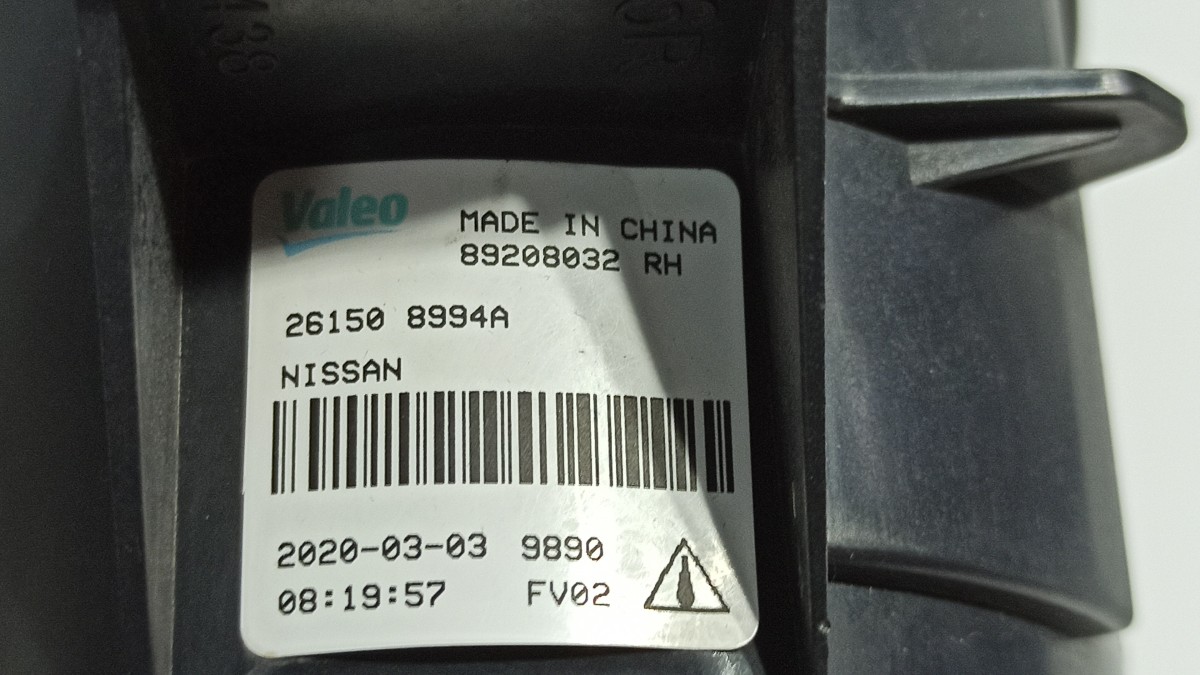 Valeo
MADE IN CHINA
89208032 RH
26150 8994A
NISSAN
2020-03-03 9890
08:19:57 FV02